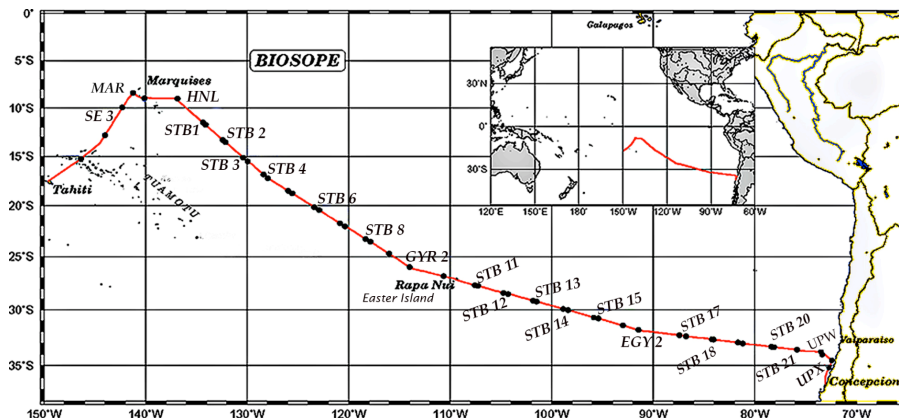 0°
5°S
10°S
15°S
20°S
25°S
30°S
35°S
150°W
140°W
130°W
120°W
110°W
100°W
90°W
80°W
70°W
BIOSOPE
Galapagos
MAR
Marquises
HNL
SE 3
STB1
STB 2
STB 3
STB 4
Tahiti
TUAMOTU
STB 6
STB 8
GYR 2
Rapa Nui
Easter Island
STB 11
STB 12
STB 13
STB 14
STB 15
EGY 2
STB 17
STB 18
STB 20
STB 21
UPW
UPX
Valparaiso
Concepcion
30°N
0°
30°S
120°E
150°E
180°
150°W
120°W
90°W
60°W